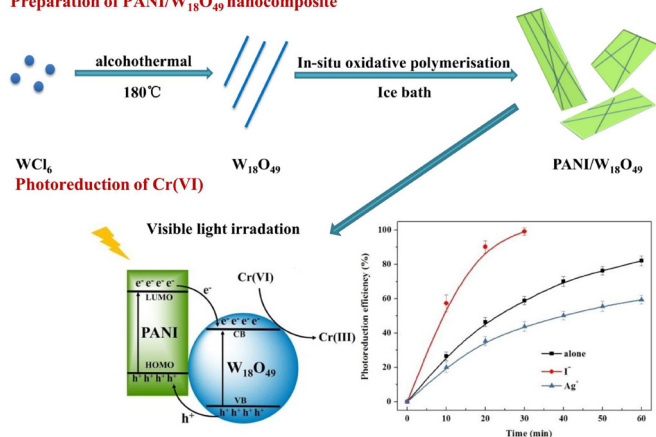 Preparation of PANI/W₁₈O₄₉ nanocomposite
alcohothermal
180℃
In-situ oxidative polymerisation
Ice bath
WCl₆
W₁₈O₄₉
PANI/W₁₈O₄₉
Photoreduction of Cr(VI)
Visible light irradation
e⁻ e⁻ e⁻ e⁻
LUMO
PANI
HOMO
h⁺ h⁺ h⁺ h⁺
e⁻
h⁺
Cr(VI)
Cr(III)
e⁻ e⁻ e⁻ e⁻
CB
W₁₈O₄₉
VB
h⁺ h⁺ h⁺ h⁺
Photoreduction efficiency (%)
100
80
60
40
20
0
alone
I⁻
Ag⁺
0 10 20 30 40 50 60
Time (min)